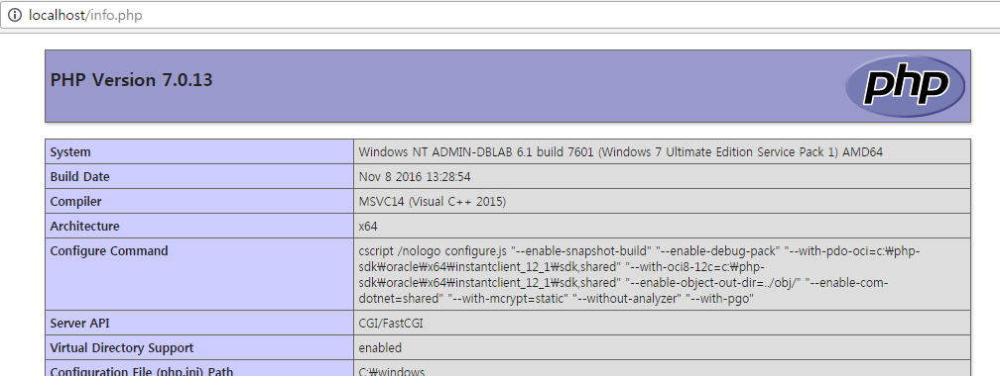 localhost/info.php
PHP Version 7.0.13
php
System Windows NT ADMIN-DBLAB 6.1 build 7601 (Windows 7 Ultimate Edition Service Pack 1) AMD64
Build Date Nov 8 2016 13:28:54
Compiler MSVC14 (Visual C++ 2015)
Architecture x64
Configure Command cscript /nologo configure.js "--enable-snapshot-build" "--enable-debug-pack" "--with-pdo-oci=c:₩php-
sdk₩oracle₩x64₩instantclient_12_1₩sdk,shared" "--with-oci8-12c=c:₩php-
sdk₩oracle₩x64₩instantclient_12_1₩sdk,shared" "--enable-object-out-dir=../obj/" "--enable-com-
dotnet=shared" "--with-mcrypt=static" "--without-analyzer" "--with-pgo"
Server API CGI/FastCGI
Virtual Directory Support enabled
Configuration File (php.ini) Path C:₩windows